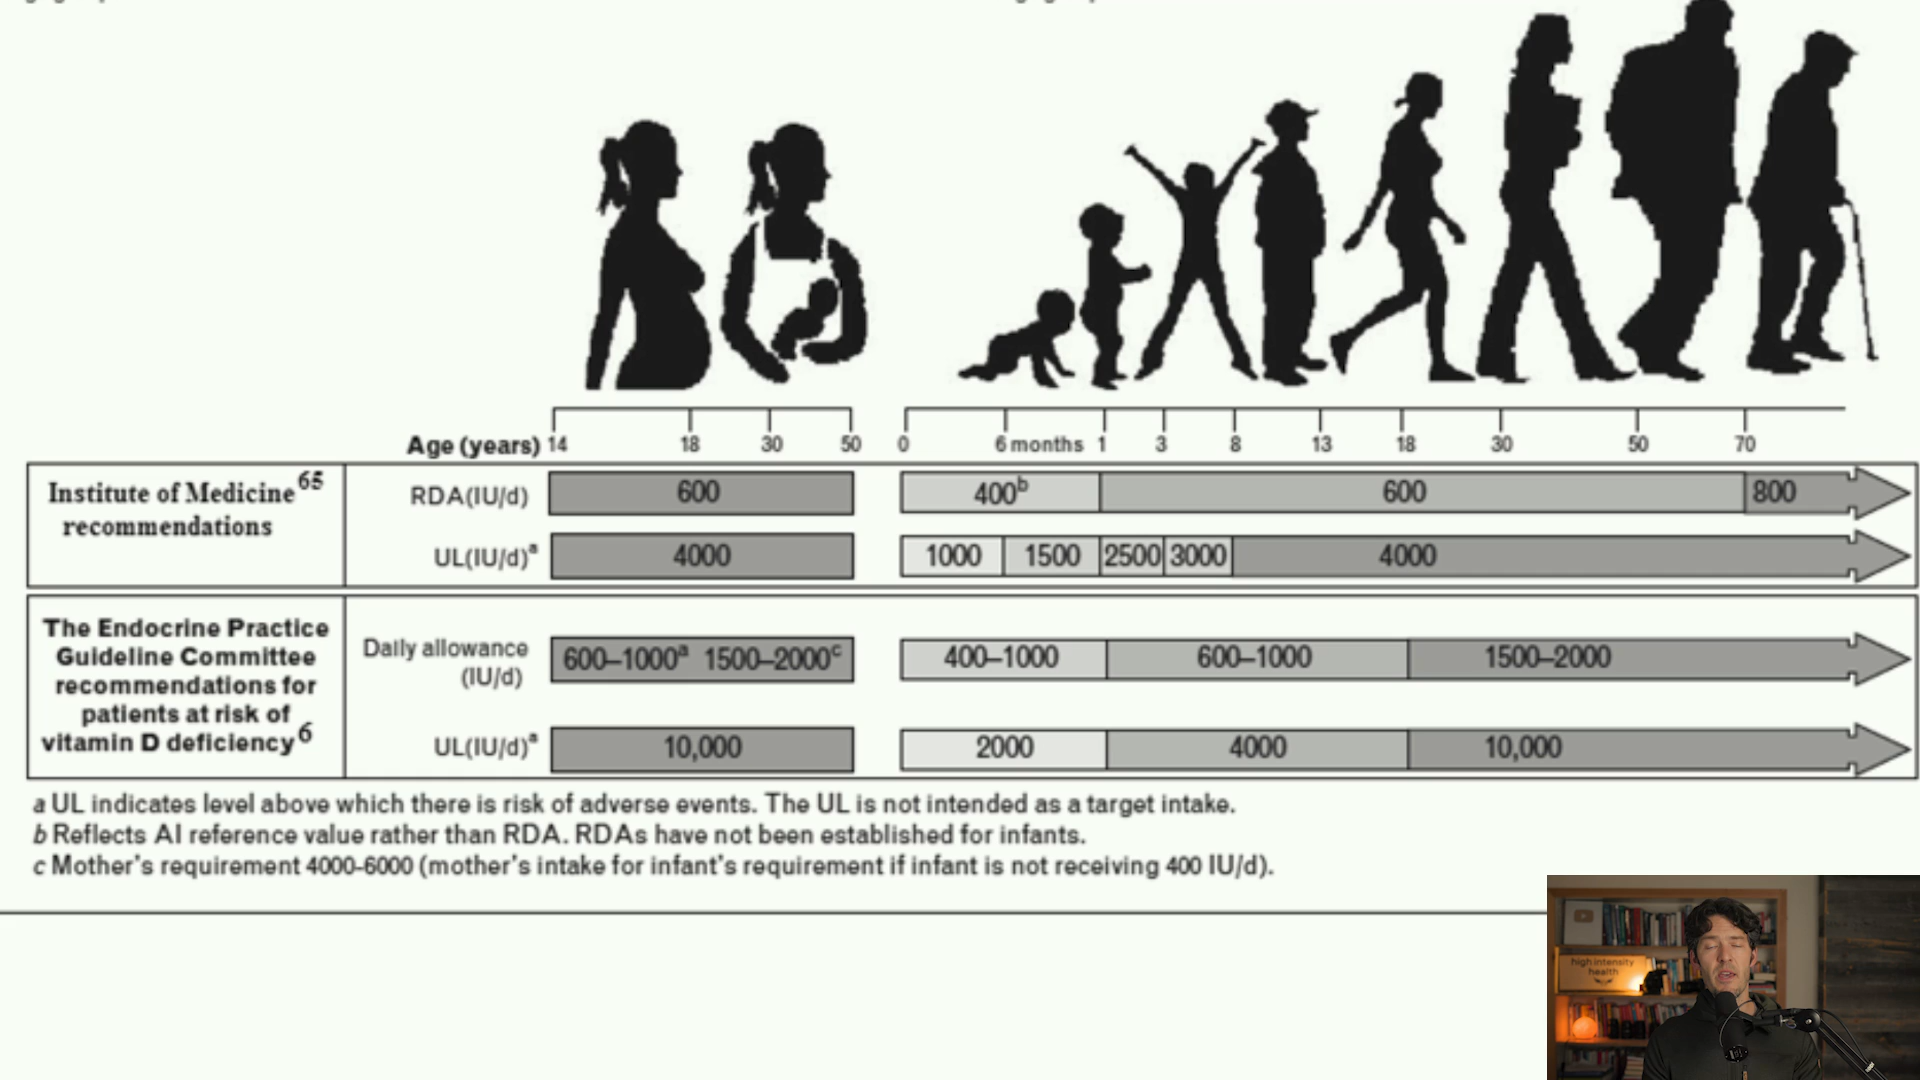 Age (years) 14 18 30 50 0 6 months 1 3 8 13 18 30 50 70
Institute of Medicine65
recommendations
RDA(IU/d) 600 400b 600 800
UL(IU/d)a 4000 1000 1500 2500 3000 4000
The Endocrine Practice
Guideline Committee
recommendations for
patients at risk of
vitamin D deficiency6
Daily allowance
(IU/d)
600–1000a 1500–2000c 400–1000 600–1000 1500–2000
UL(IU/d)a 10,000 2000 4000 10,000
a UL indicates level above which there is risk of adverse events. The UL is not intended as a target intake.
b Reflects AI reference value rather than RDA. RDAs have not been established for infants.
c Mother's requirement 4000-6000 (mother's intake for infant's requirement if infant is not receiving 400 IU/d).
high intensity
health